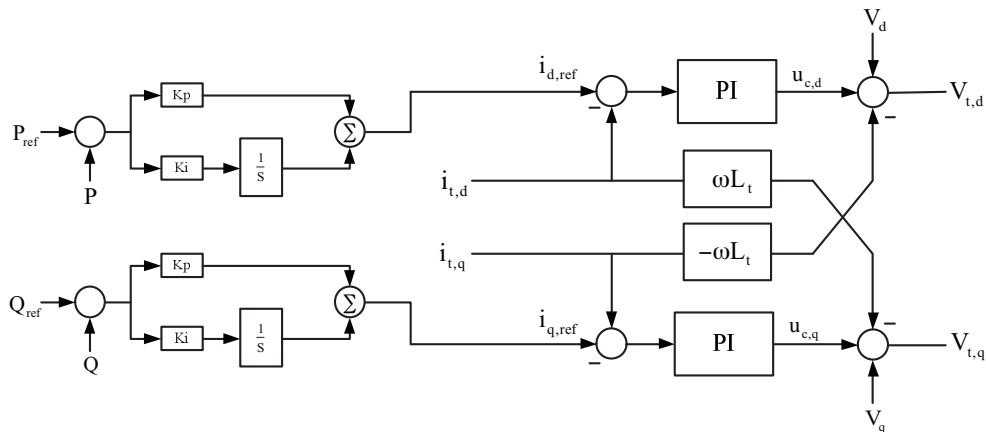 V_d
Kp
i_d,ref
PI
u_c,d
V_t,d
P_ref
Σ
−
−
Ki
1/S
P
i_t,d
ωL_t
i_t,q
−ωL_t
Kp
Q_ref
Σ
i_q,ref
PI
u_c,q
−
V_t,q
Ki
1/S
−
Q
V_q